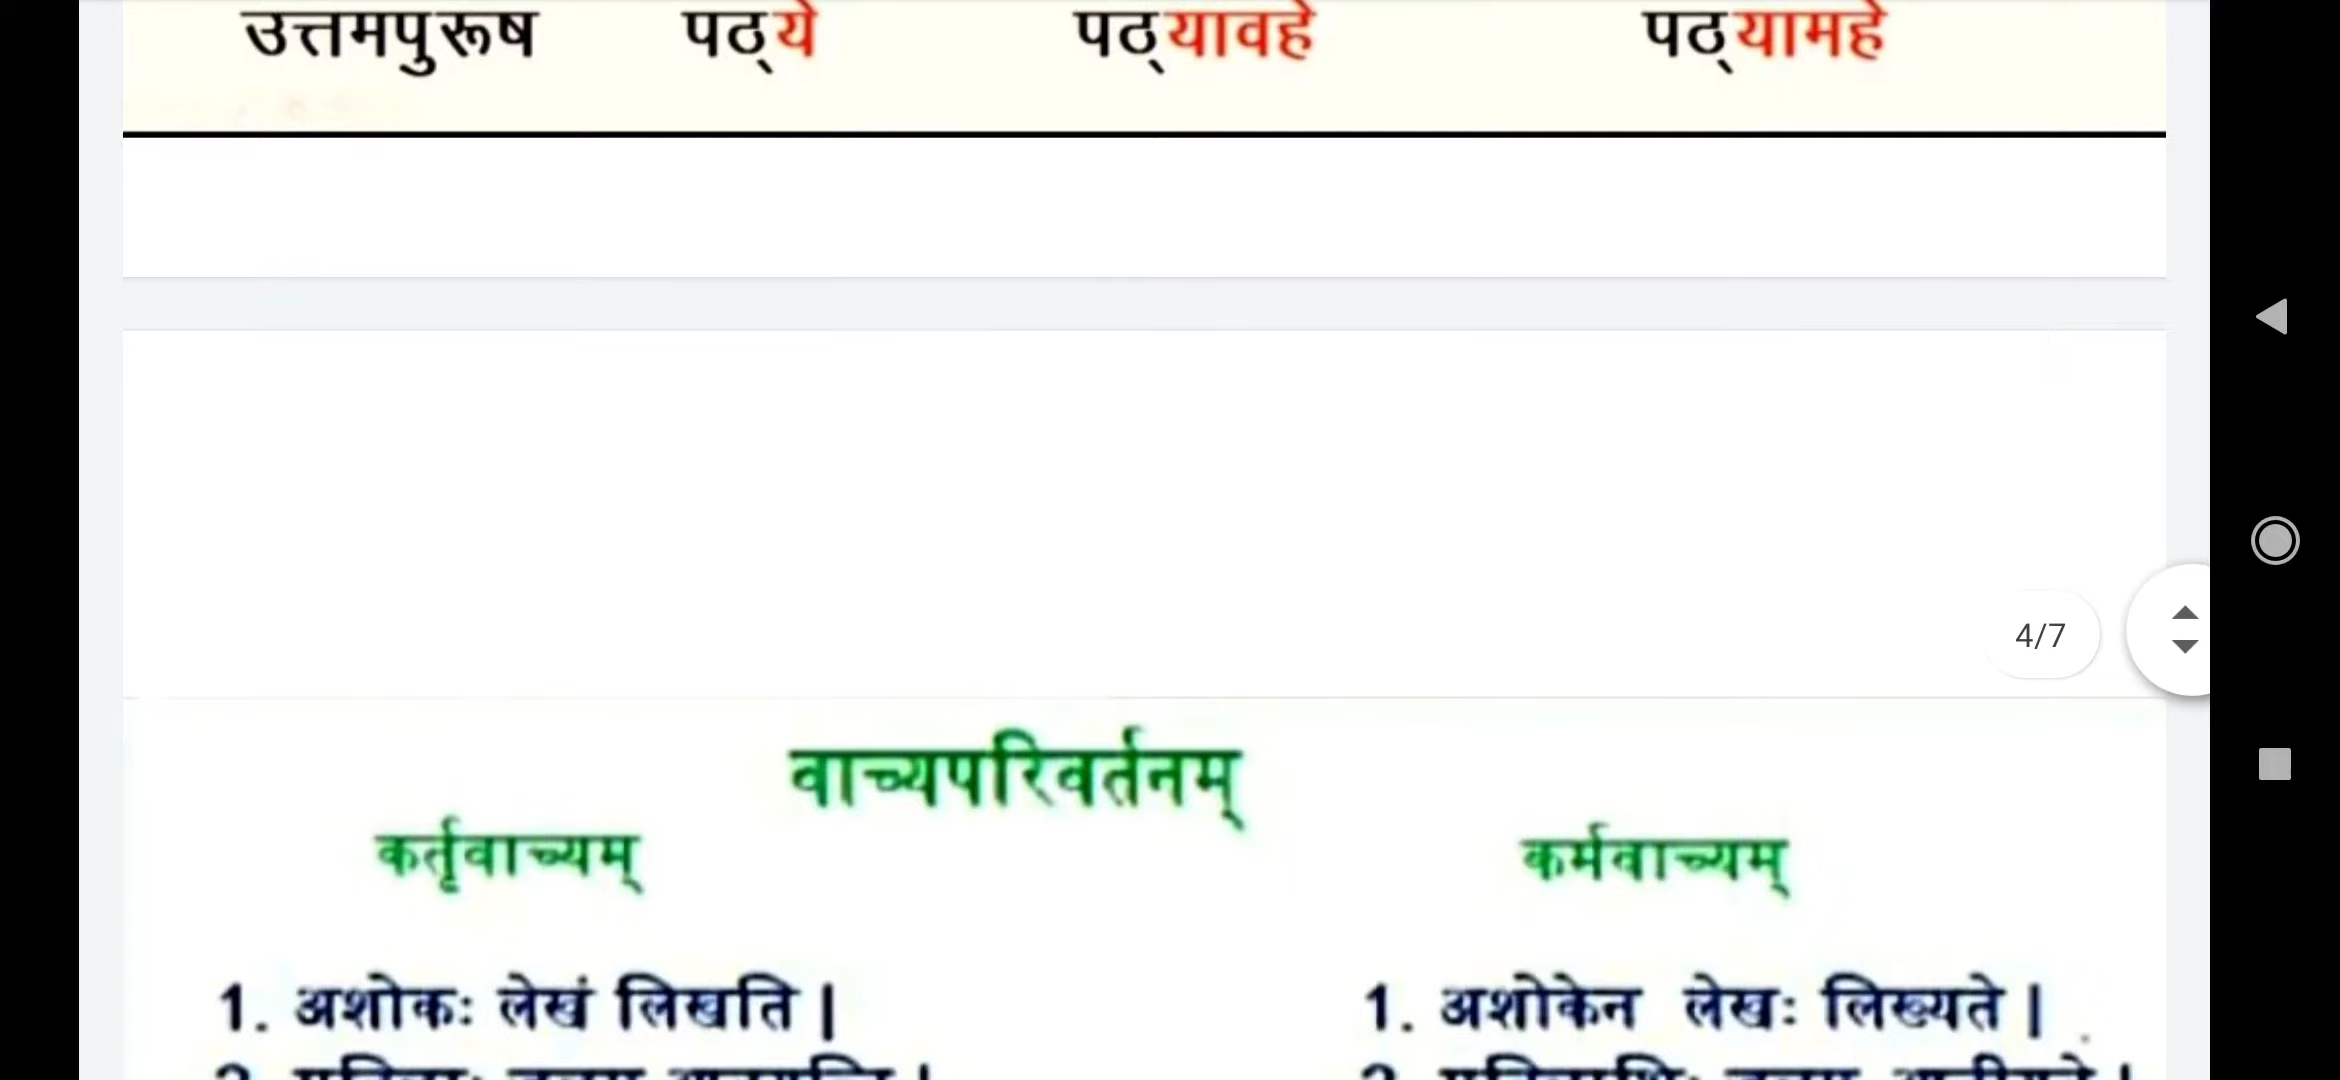 उत्तमपुरूष पठ्ये पठ्यावहे पठ्यामहे
4/7
वाच्यपरिवर्तनम्
कर्तृवाच्यम् कर्मवाच्यम्
1. अशोकः लेखं लिखति | 1. अशोकेन लेखः लिख्यते |